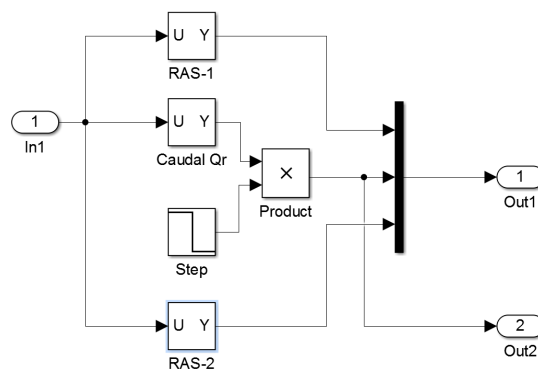 U Y
RAS-1
1
In1
U Y
Caudal Qr
×
Product
Step
1
Out1
U Y
RAS-2
2
Out2